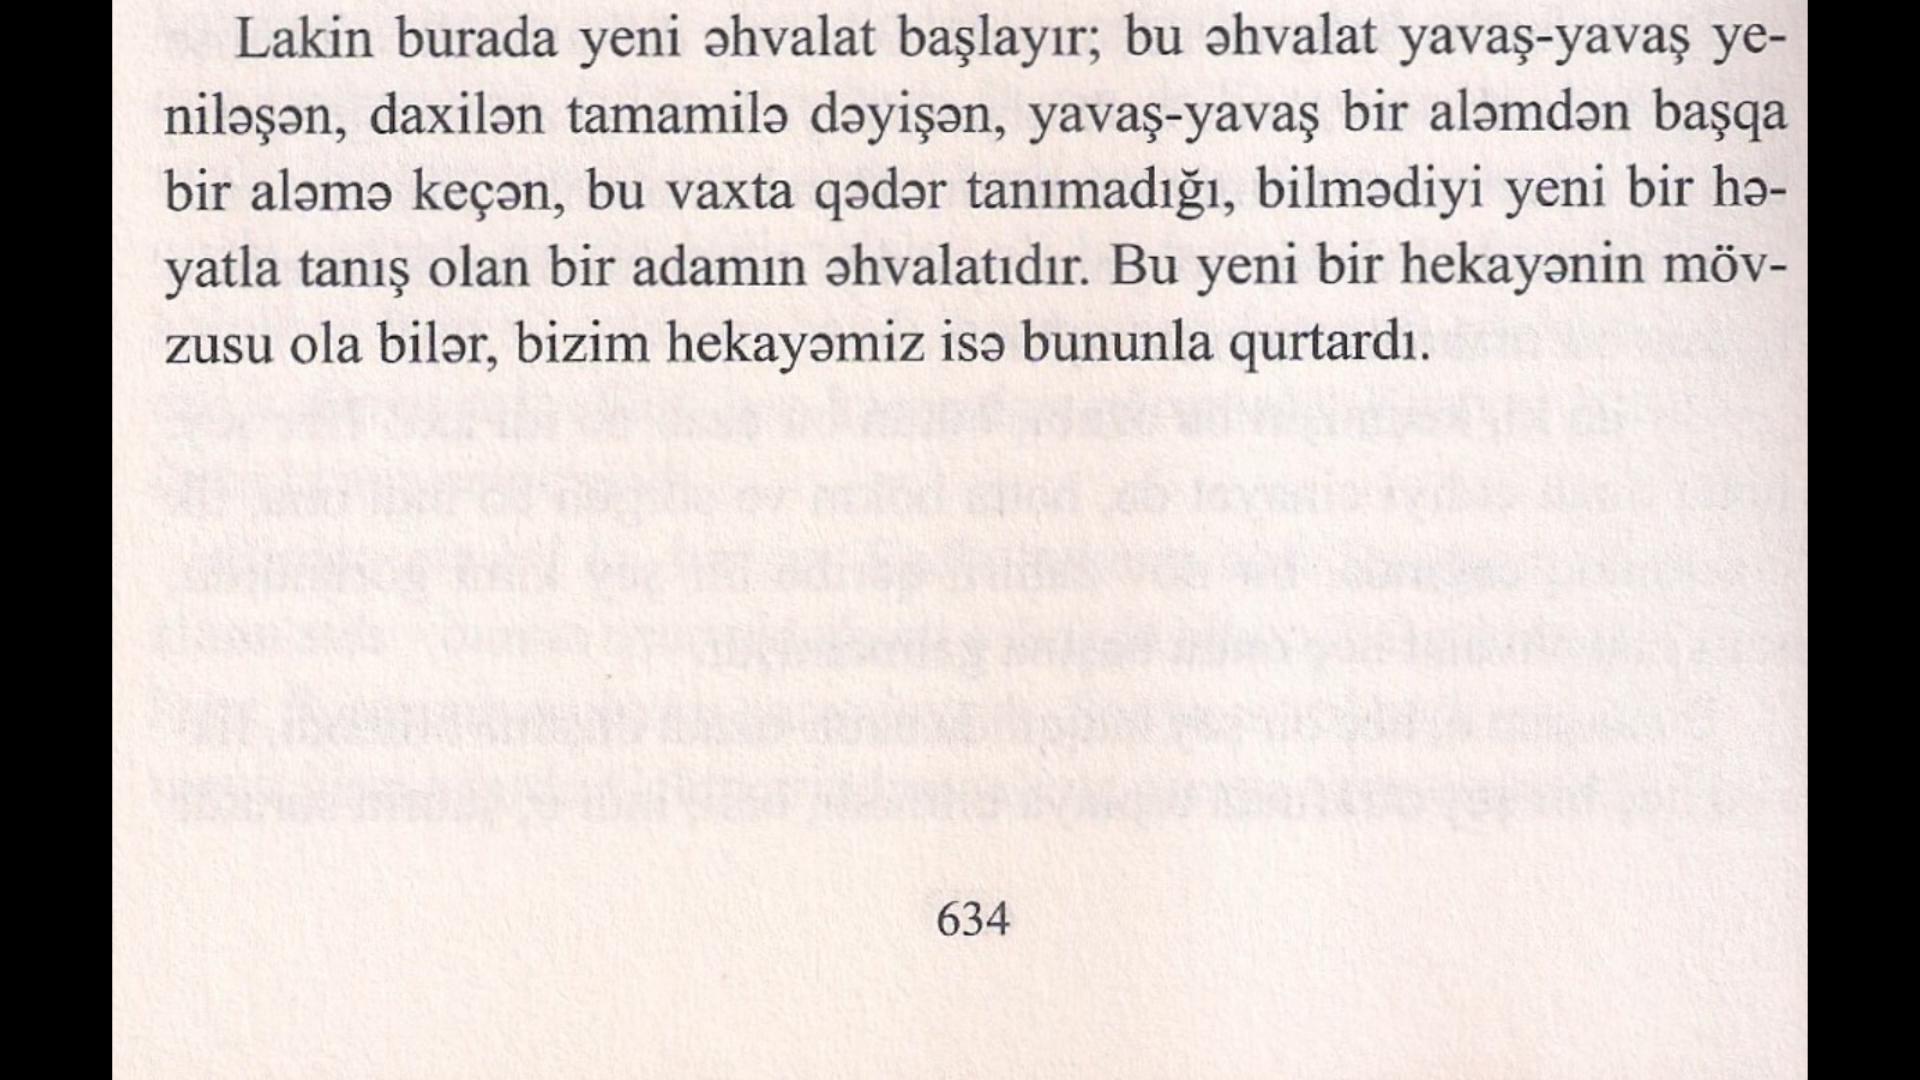 Lakin burada yeni əhvalat başlayır; bu əhvalat yavaş-yavaş ye-
niləşən, daxilən tamamilə dəyişən, yavaş-yavaş bir aləmdən başqa
bir aləmə keçən, bu vaxta qədər tanımadığı, bilmədiyi yeni bir hə-
yatla tanış olan bir adamın əhvalatıdır. Bu yeni bir hekayənin möv-
zusu ola bilər, bizim hekayəmiz isə bununla qurtardı.
634